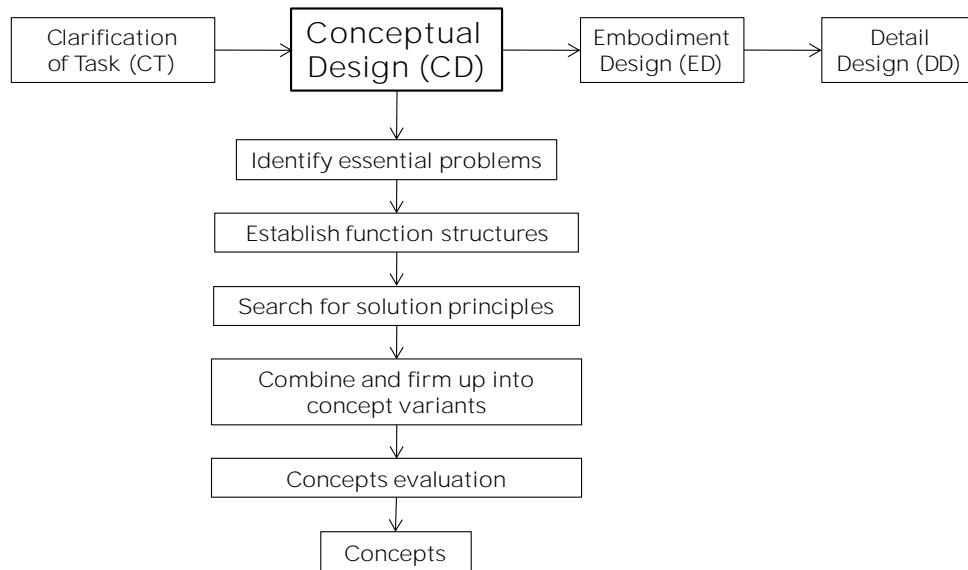 Clarification
of Task (CT)
Conceptual
Design (CD)
Embodiment
Design (ED)
Detail
Design (DD)
Identify essential problems
Establish function structures
Search for solution principles
Combine and firm up into
concept variants
Concepts evaluation
Concepts